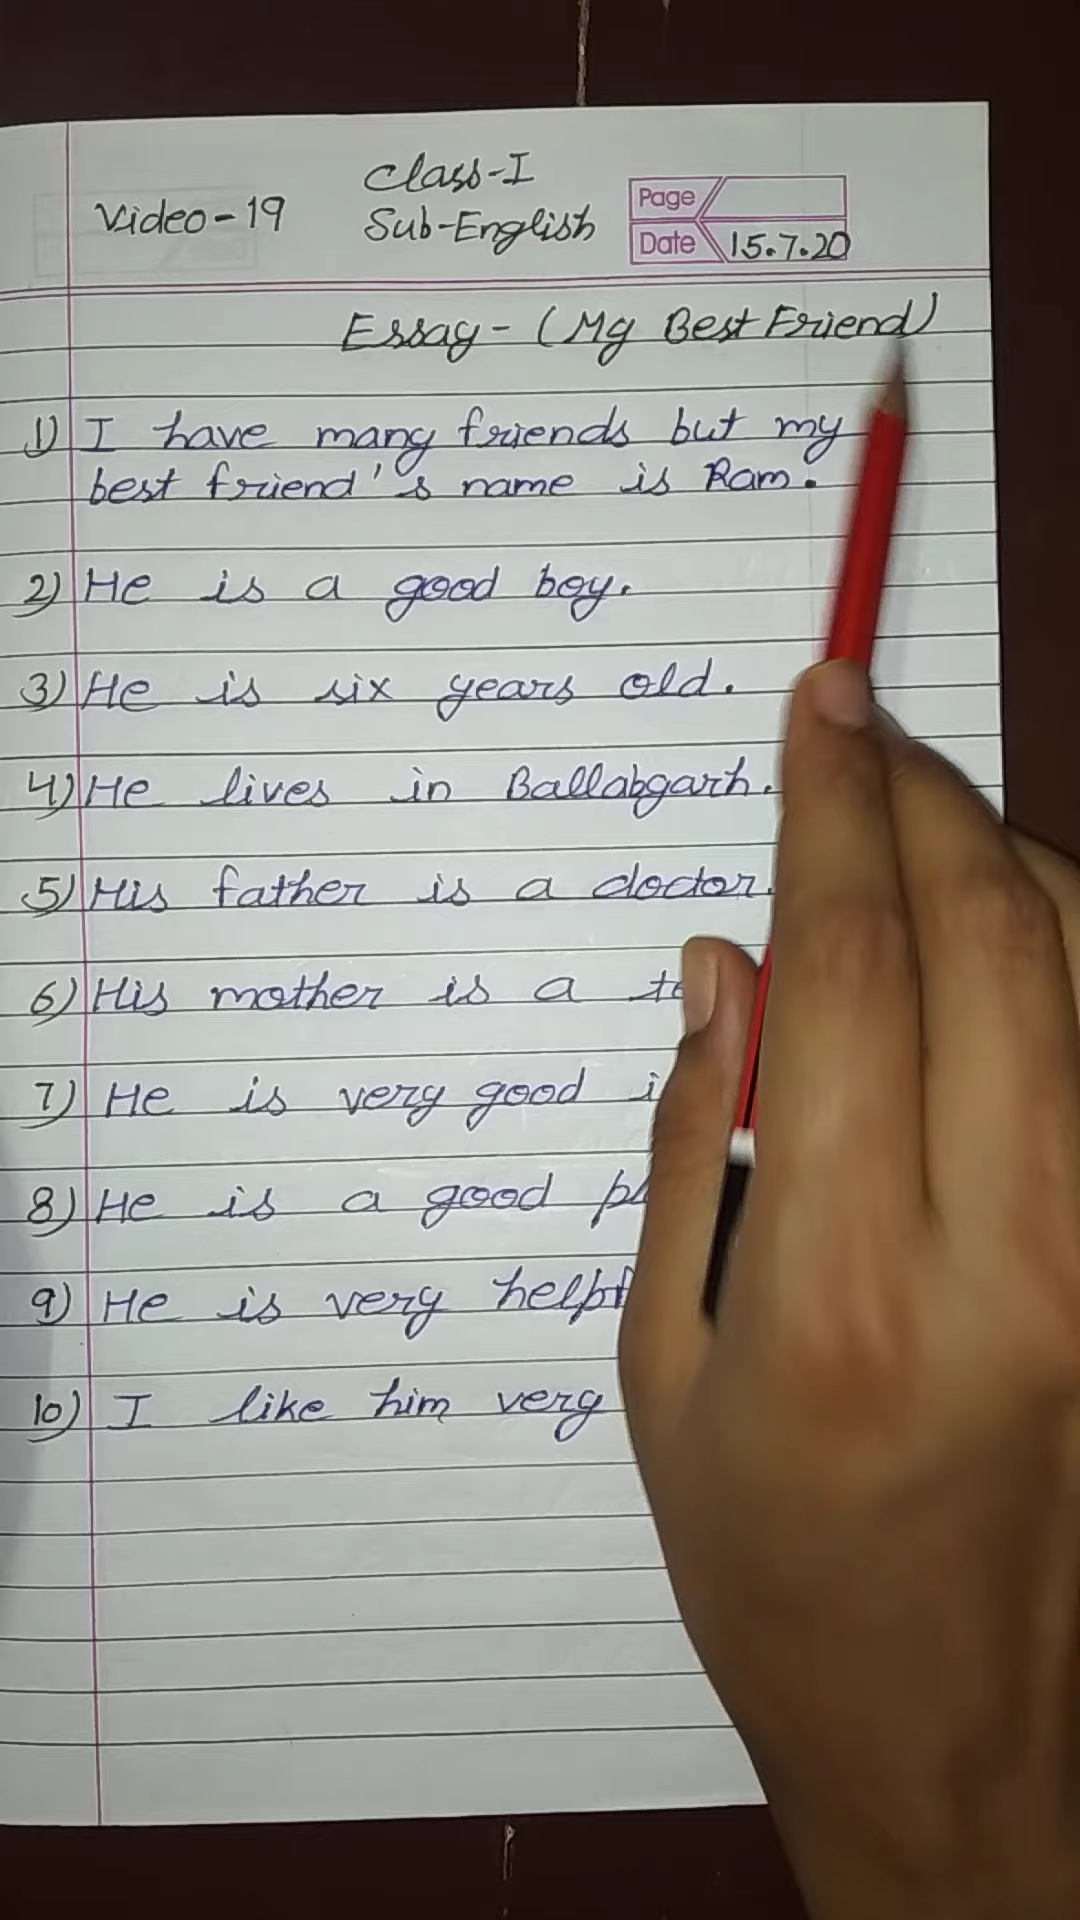 Class-I
Video-19
Sub-English
Page
Date 15.7.20
Essay-(My Best Friend)
1) I have many friends but my
best friend's name is Ram.
2) He is a good boy.
3) He is six years old.
4) He lives in Ballabgarh.
5) His father is a doctor.
6) His mother is a
7) He is very good
8) He is a good
9) He is very
10) I like him very